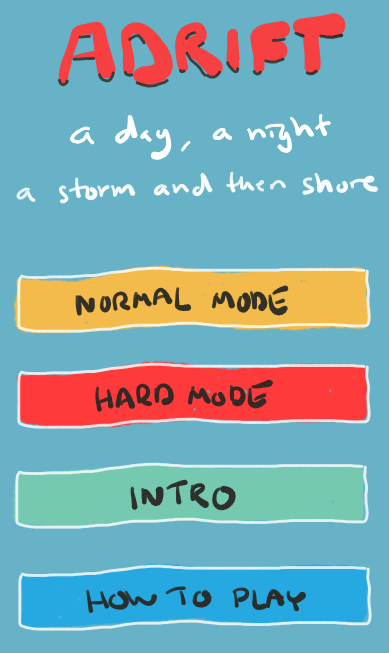 ADRIFT
a day, a night
a storm and then shore
NORMAL MODE
HARD MODE
INTRO
HOW TO PLAY